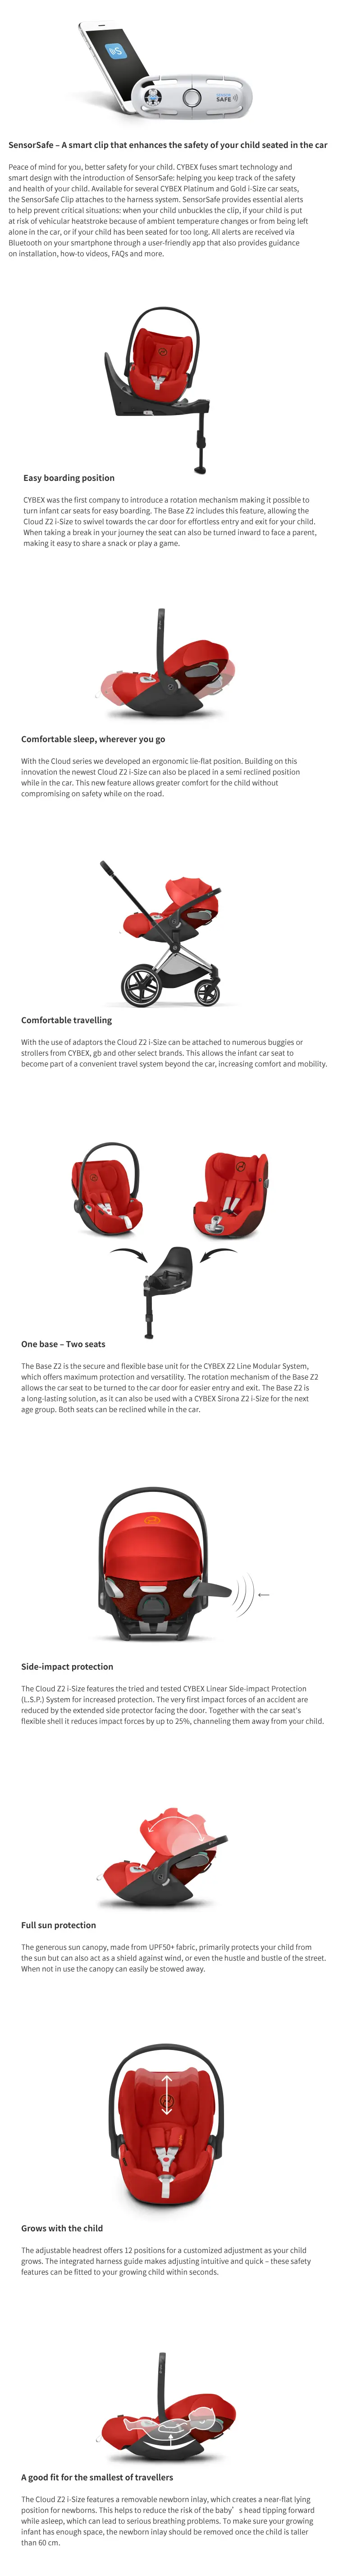 SAFE
SensorSafe – A smart clip that enhances the safety of your child seated in the car
Peace of mind for you, better safety for your child. CYBEX fuses smart technology and
smart design with the introduction of SensorSafe: helping you keep track of the safety
and health of your child. Available for several CYBEX Platinum and Gold i-Size car seats,
the SensorSafe Clip attaches to the harness system. SensorSafe provides essential alerts
to help prevent critical situations: when your child unbuckles the clip, if your child is put
at risk of vehicular heatstroke because of ambient temperature changes or from being left
alone in the car, or if your child has been seated for too long. All alerts are received via
Bluetooth on your smartphone through a user-friendly app that also provides guidance
on installation, how-to videos, FAQs and more.
Easy boarding position
CYBEX was the first company to introduce a rotation mechanism making it possible to
turn infant car seats for easy boarding. The Base Z2 includes this feature, allowing the
Cloud Z2 i-Size to swivel towards the car door for effortless entry and exit for your child.
When taking a break in your journey the seat can also be turned inward to face a parent,
making it easy to share a snack or play a game.
Comfortable sleep, wherever you go
With the Cloud series we developed an ergonomic lie-flat position. Building on this
innovation the newest Cloud Z2 i-Size can also be placed in a semi reclined position
while in the car. This new feature allows greater comfort for the child without
compromising on safety while on the road.
Comfortable travelling
With the use of adaptors the Cloud Z2 i-Size can be attached to numerous buggies or
strollers from CYBEX, gb and other select brands. This allows the infant car seat to
become part of a convenient travel system beyond the car, increasing comfort and mobility.
One base – Two seats
The Base Z2 is the secure and flexible base unit for the CYBEX Z2 Line Modular System,
which offers maximum protection and versatility. The rotation mechanism of the Base Z2
allows the car seat to be turned to the car door for easier entry and exit. The Base Z2 is
a long-lasting solution, as it can also be used with a CYBEX Sirona Z2 i-Size for the next
age group. Both seats can be reclined while in the car.
Side-impact protection
The Cloud Z2 i-Size features the tried and tested CYBEX Linear Side-impact Protection
(L.S.P.) System for increased protection. The very first impact forces of an accident are
reduced by the extended side protector facing the door. Together with the car seat's
flexible shell it reduces impact forces by up to 25%, channeling them away from your child.
Full sun protection
The generous sun canopy, made from UPF50+ fabric, primarily protects your child from
the sun but can also act as a shield against wind, or even the hustle and bustle of the street.
When not in use the canopy can easily be stowed away.
Grows with the child
The adjustable headrest offers 12 positions for a customized adjustment as your child
grows. The integrated harness guide makes adjusting intuitive and quick – these safety
features can be fitted to your growing child within seconds.
A good fit for the smallest of travellers
The Cloud Z2 i-Size features a removable newborn inlay, which creates a near-flat lying
position for newborns. This helps to reduce the risk of the baby’ s head tipping forward
while asleep, which can lead to serious breathing problems. To make sure your growing
infant has enough space, the newborn inlay should be removed once the child is taller
than 60 cm.